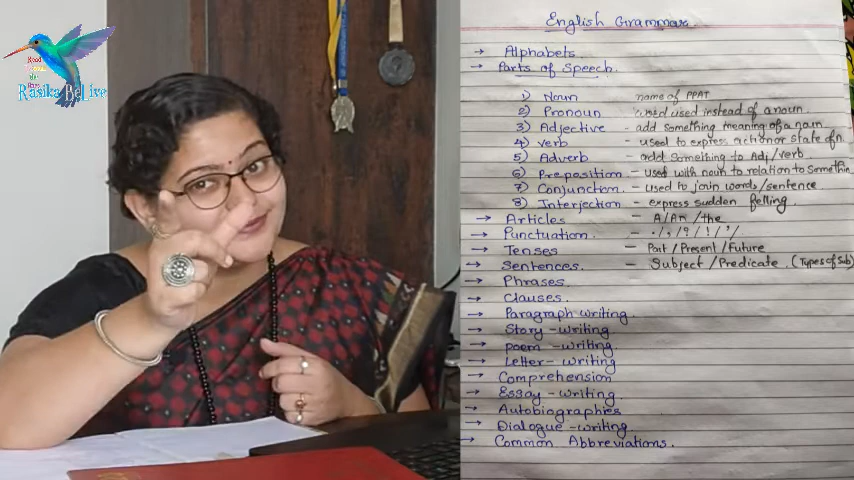 Read
the
Rasika BeLive
English Grammar.
→ Alphabets.
→ Parts of Speech.
1) Noun name of PPAT
2) Pronoun word used instead of a noun.
3) Adjective - add something meaning of a noun
4) Verb - used to express action or state of n.
5) Adverb - add something to Adj/verb
6) Preposition - used with noun to relation to Somethin
7) Conjunction - used to join words/sentence
8) Interjection - express sudden felling.
→ Articles - A/An/the
→ Punctuation - . / , / ? / ! / ' /
→ Tenses - Past/Present/Future
→ Sentences. - Subject/Predicate. (Types of Sub)
→ Phrases.
→ Clauses.
→ Paragraph writing.
→ Story-writing
→ poem-writing.
→ Letter-writing
→ Comprehension
→ Essay-writing.
→ Autobiographies
→ Dialogue-writing.
→ Common Abbreviations.